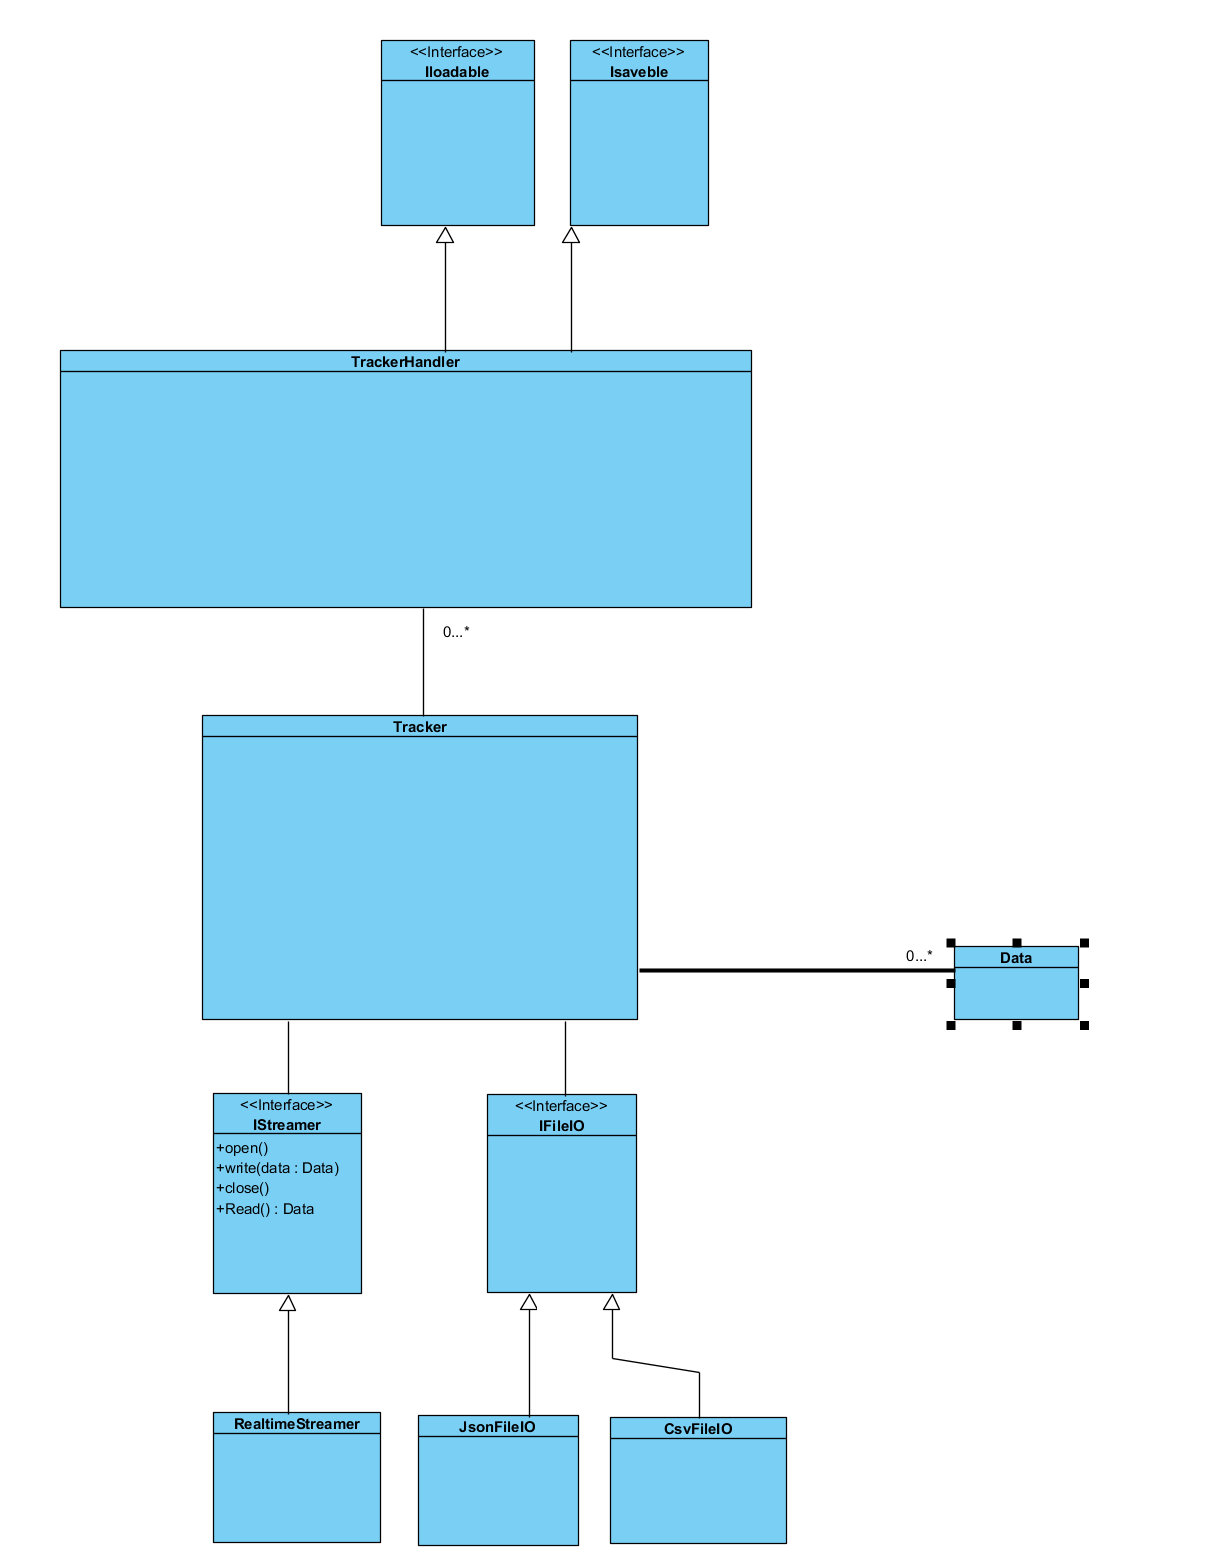 <<Interface>>
Iloadable
<<Interface>>
Isaveble
TrackerHandler
0...*
Tracker
0...*
Data
<<Interface>>
IStreamer
+open()
+write(data : Data)
+close()
+Read() : Data
<<Interface>>
IFileIO
RealtimeStreamer
JsonFileIO
CsvFileIO